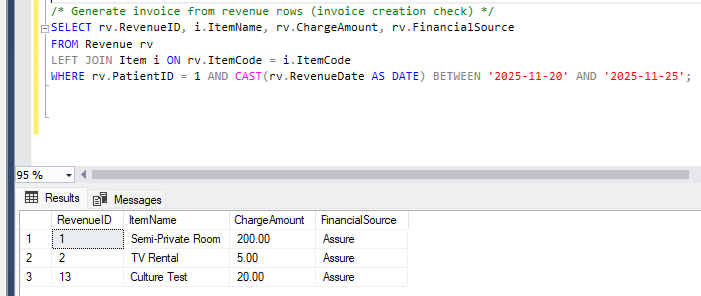 /* Generate invoice from revenue rows (invoice creation check) */
SELECT rv.RevenueID, i.ItemName, rv.ChargeAmount, rv.FinancialSource
FROM Revenue rv
LEFT JOIN Item i ON rv.ItemCode = i.ItemCode
WHERE rv.PatientID = 1 AND CAST(rv.RevenueDate AS DATE) BETWEEN '2025-11-20' AND '2025-11-25';
95 %
Results Messages
RevenueID ItemName ChargeAmount FinancialSource
1 1 Semi-Private Room 200.00 Assure
2 2 TV Rental 5.00 Assure
3 13 Culture Test 20.00 Assure